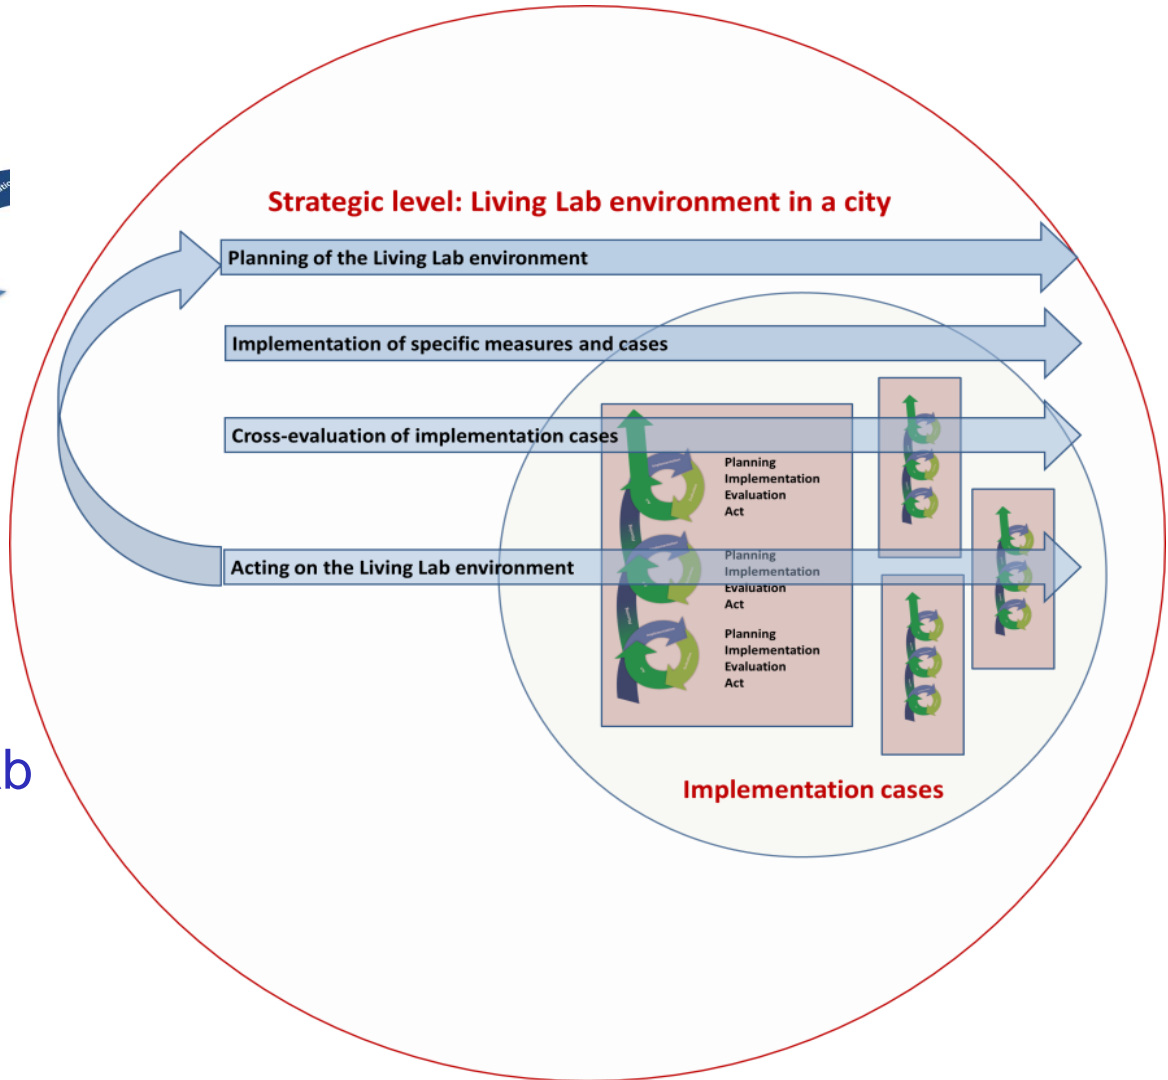 Strategic level: Living Lab environment in a city
Planning of the Living Lab environment
Implementation of specific measures and cases
Cross-evaluation of implementation cases
Planning
Implementation
Evaluation
Act
Acting on the Living Lab environment
Planning
Implementation
Evaluation
Act
Planning
Implementation
Evaluation
Act
Implementation cases